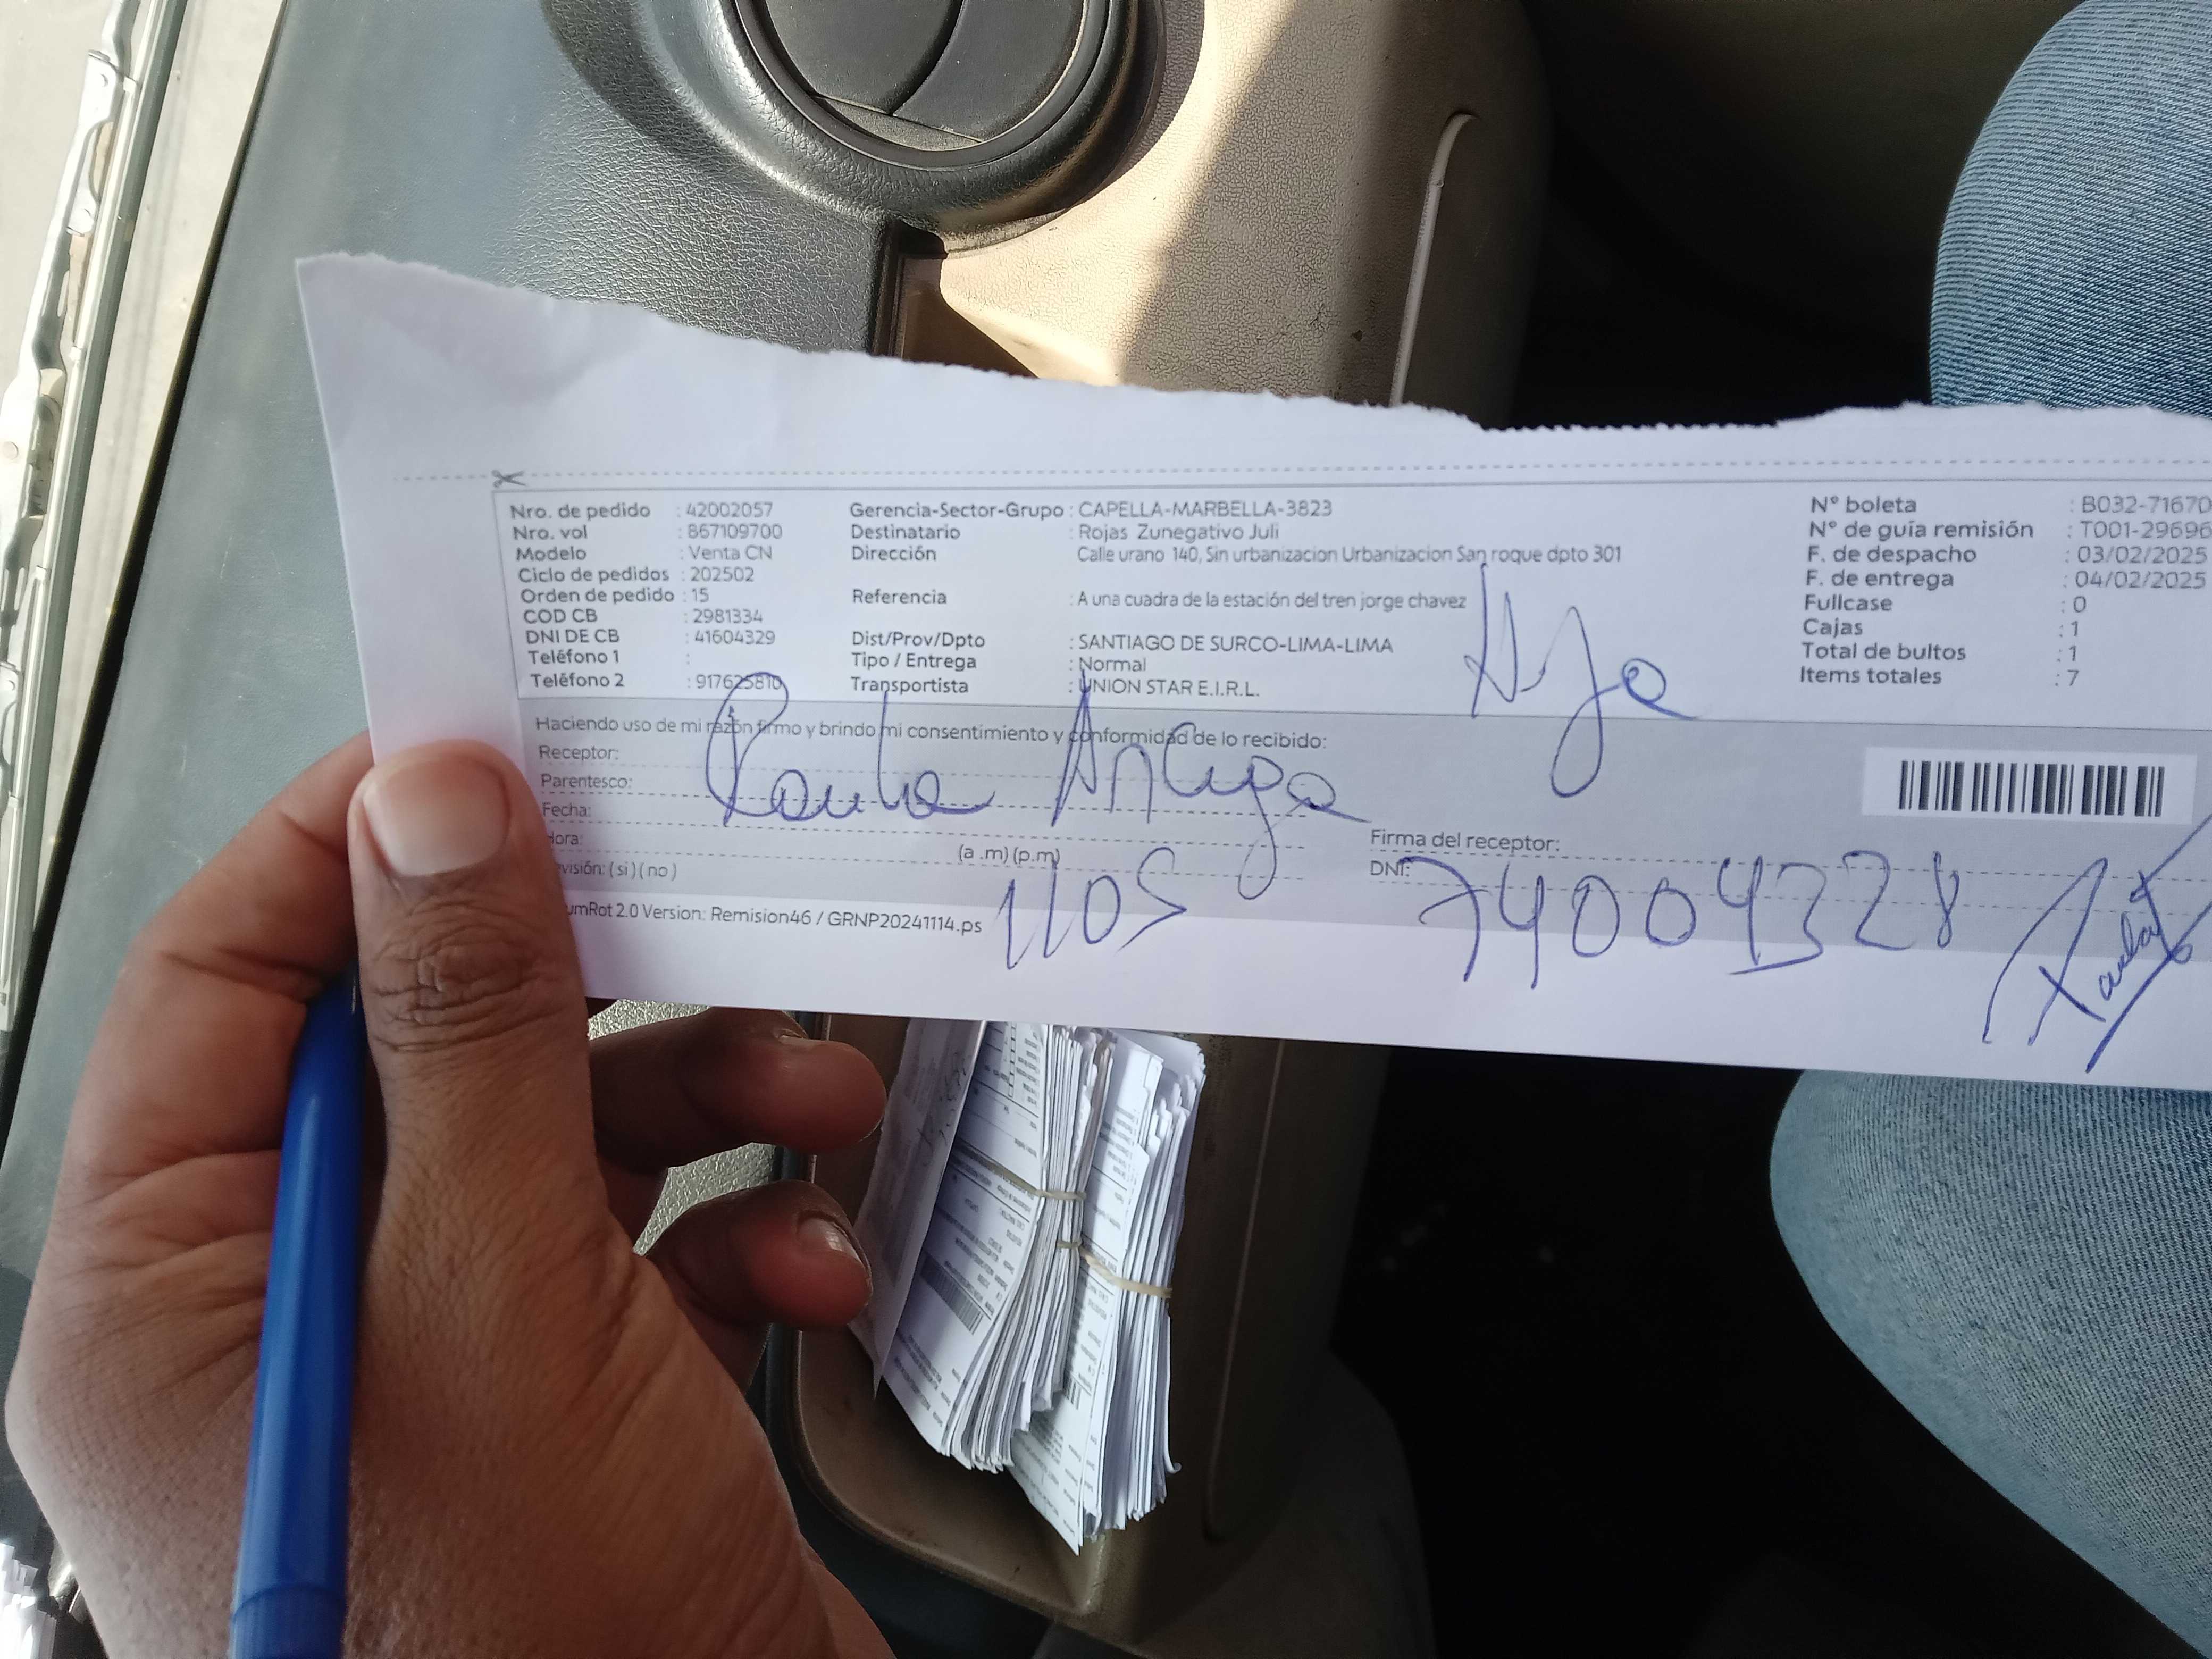 Nro. de pedido : 42002057
Nro. vol : 867109700
Modelo : Venta CN
Ciclo de pedidos : 202502
Orden de pedido : 15
COD CB : 2981334
DNI DE CB : 41604329
Teléfono 1 :
Teléfono 2 : 917625810
Gerencia-Sector-Grupo : CAPELLA-MARBELLA-3823
Destinatario : Rojas Zunegativo Juli
Dirección Calle urano 140, Sin urbanizacion Urbanizacion San roque dpto 301
Referencia : A una cuadra de la estación del tren jorge chavez
Dist/Prov/Dpto : SANTIAGO DE SURCO-LIMA-LIMA
Tipo / Entrega : Normal
Transportista : UNION STAR E.I.R.L.
N° boleta : B032-71670
N° de guía remisión : T001-29696
F. de despacho : 03/02/2025
F. de entrega : 04/02/2025
Fullcase : 0
Cajas : 1
Total de bultos : 1
Items totales : 7
Haciendo uso de mi razón firmo y brindo mi consentimiento y conformidad de lo recibido:
Receptor:
Parentesco:
Fecha:
Hora: (a .m) (p.m)
visión: ( si ) ( no )
Firma del receptor:
DNI: 74004328
1105
umRot 2.0 Version: Remision46 / GRNP20241114.ps